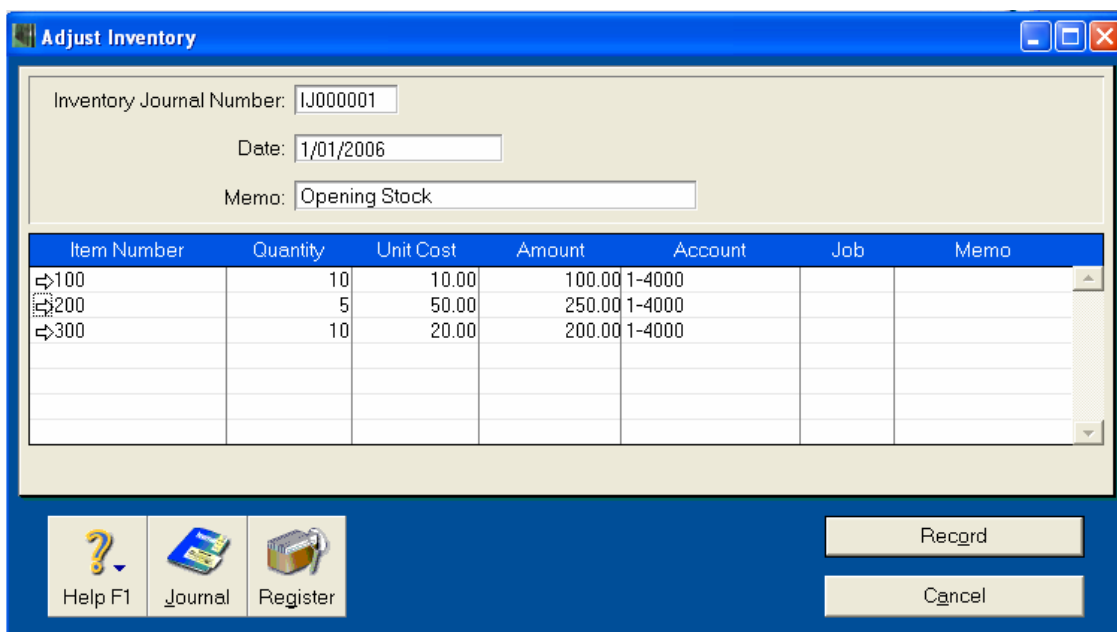 Adjust Inventory
Inventory Journal Number: IJ000001
Date: 1/01/2006
Memo: Opening Stock
Item Number Quantity Unit Cost Amount Account Job Memo
100 10 10.00 100.00 1-4000
200 5 50.00 250.00 1-4000
300 10 20.00 200.00 1-4000
Record
Help F1 Journal Register
Cancel